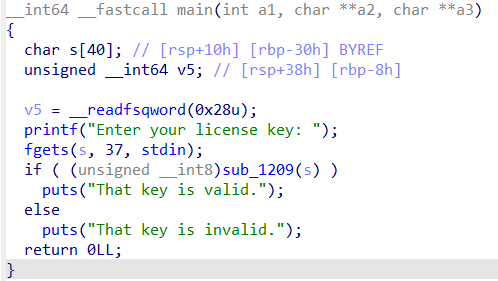 __int64 __fastcall main(int a1, char **a2, char **a3)
{
  char s[40]; // [rsp+10h] [rbp-30h] BYREF
  unsigned __int64 v5; // [rsp+38h] [rbp-8h]

  v5 = __readfsqword(0x28u);
  printf("Enter your license key: ");
  fgets(s, 37, stdin);
  if ( (unsigned __int8)sub_1209(s) )
    puts("That key is valid.");
  else
    puts("That key is invalid.");
  return 0LL;
}